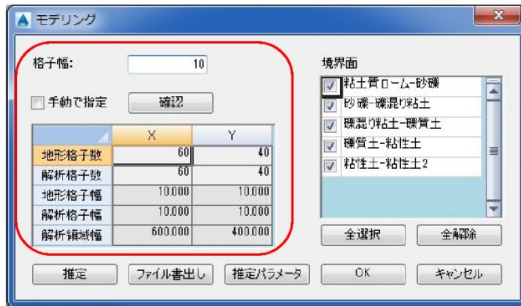 モデリング
格子幅: 10
手動で指定 確認
X Y
地形格子数 60 40
解析格子数 60 40
地形格子幅 10.000 10.000
解析格子幅 10.000 10.000
解析領域幅 600.000 400.000
境界面
粘土質ローム-砂礫
砂礫-礫混り粘土
礫混り粘土-礫質土
礫質土-粘性土
粘性土-粘性土2
全選択 全解除
推定 ファイル書出し 推定パラメータ OK キャンセル